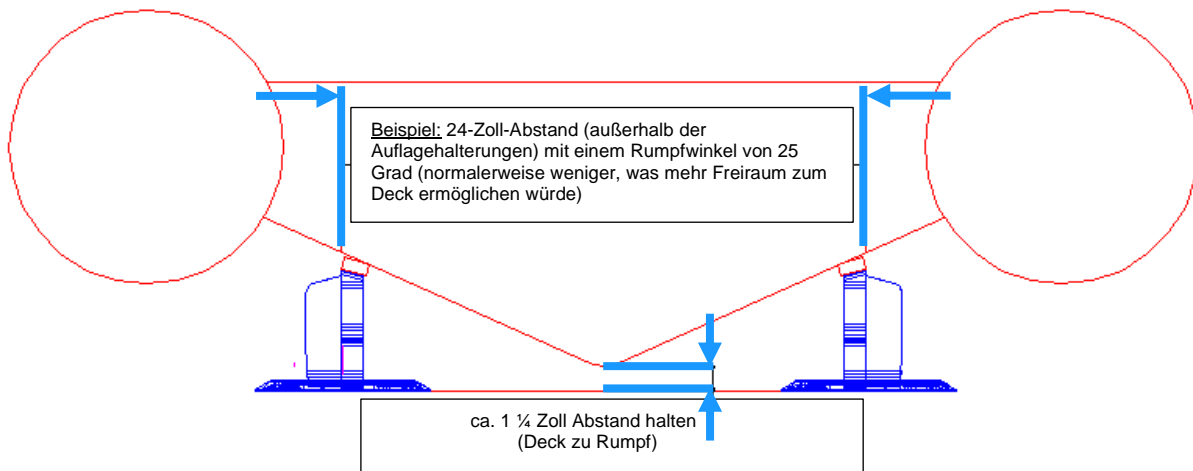 Beispiel: 24-Zoll-Abstand (außerhalb der
Auflagehalterungen) mit einem Rumpfwinkel von 25
Grad (normalerweise weniger, was mehr Freiraum zum
Deck ermöglichen würde)
ca. 1 ¼ Zoll Abstand halten
(Deck zu Rumpf)